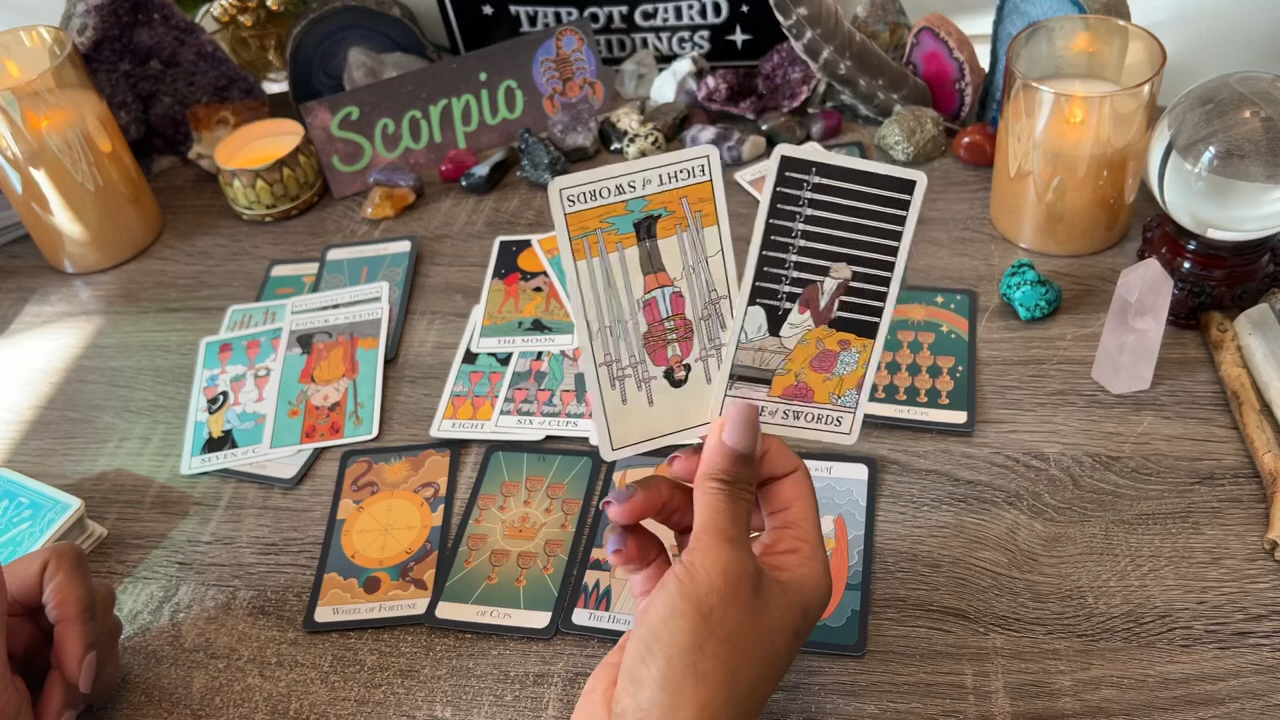 TAROT CARD
DINGS
Scorpio
EIGHT of SWORDS
E of SWORDS
THE MOON
QUEEN of WANDS
SEVEN of C
EIGHT
SIX of CUPS
OF CUPS
IX
WHEEL OF FORTUNE
OF CUPS
THE HIGH